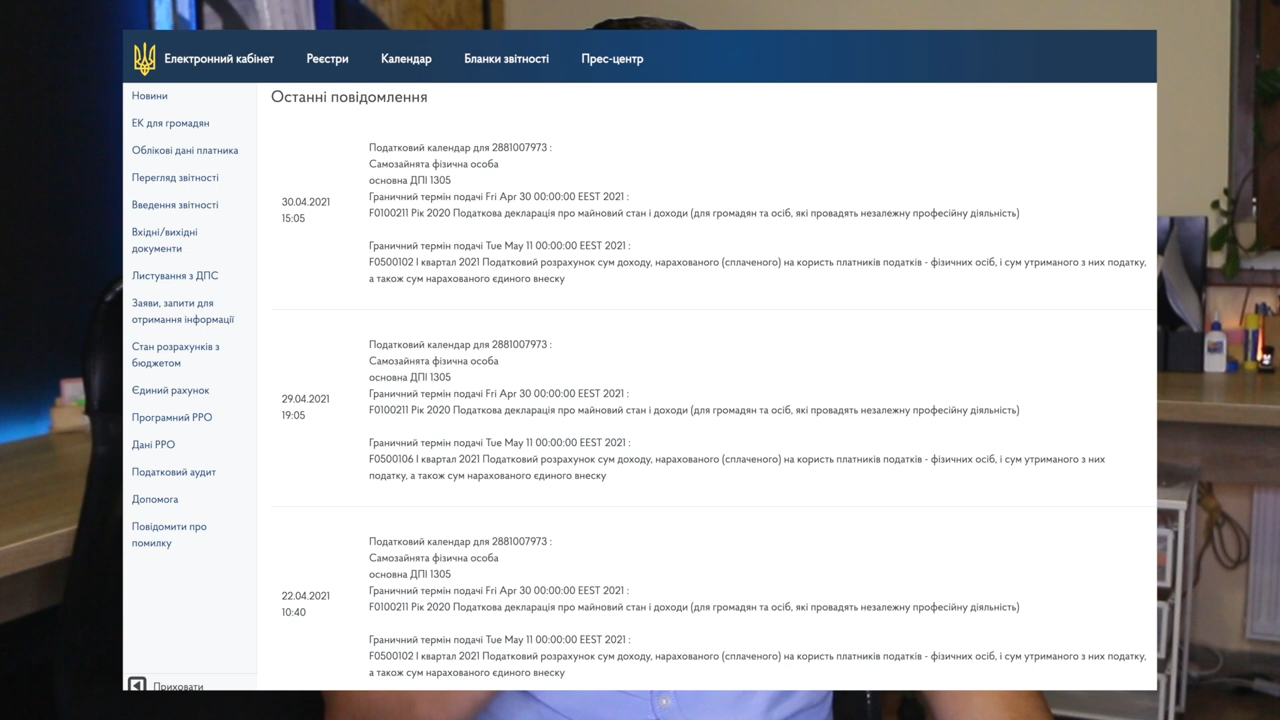 Електронний кабінет
Реєстри
Календар
Бланки звітності
Прес-центр
Новини
ЕК для громадян
Облікові дані платника
Перегляд звітності
Введення звітності
Вхідні/вихідні
документи
Листування з ДПС
Заяви, запити для
отримання інформації
Стан розрахунків з
бюджетом
Єдиний рахунок
Програмний РРО
Дані РРО
Податковий аудит
Допомога
Повідомити про
помилку
Приховати
Останні повідомлення
30.04.2021
15:05
Податковий календар для 2881007973 :
Самозайнята фізична особа
основна ДПІ 1305
Граничний термін подачі Fri Apr 30 00:00:00 EEST 2021 :
F0100211 Рік 2020 Податкова декларація про майновий стан і доходи (для громадян та осіб, які провадять незалежну професійну діяльність)
Граничний термін подачі Tue May 11 00:00:00 EEST 2021 :
F0500102 I квартал 2021 Податковий розрахунок сум доходу, нарахованого (сплаченого) на користь платників податків - фізичних осіб, і сум утриманого з них податку,
а також сум нарахованого єдиного внеску
29.04.2021
19:05
Податковий календар для 2881007973 :
Самозайнята фізична особа
основна ДПІ 1305
Граничний термін подачі Fri Apr 30 00:00:00 EEST 2021 :
F0100211 Рік 2020 Податкова декларація про майновий стан і доходи (для громадян та осіб, які провадять незалежну професійну діяльність)
Граничний термін подачі Tue May 11 00:00:00 EEST 2021 :
F0500106 I квартал 2021 Податковий розрахунок сум доходу, нарахованого (сплаченого) на користь платників податків - фізичних осіб, і сум утриманого з них
податку, а також сум нарахованого єдиного внеску
22.04.2021
10:40
Податковий календар для 2881007973 :
Самозайнята фізична особа
основна ДПІ 1305
Граничний термін подачі Fri Apr 30 00:00:00 EEST 2021 :
F0100211 Рік 2020 Податкова декларація про майновий стан і доходи (для громадян та осіб, які провадять незалежну професійну діяльність)
Граничний термін подачі Tue May 11 00:00:00 EEST 2021 :
F0500102 I квартал 2021 Податковий розрахунок сум доходу, нарахованого (сплаченого) на користь платників податків - фізичних осіб, і сум утриманого з них податку,
а також сум нарахованого єдиного внеску